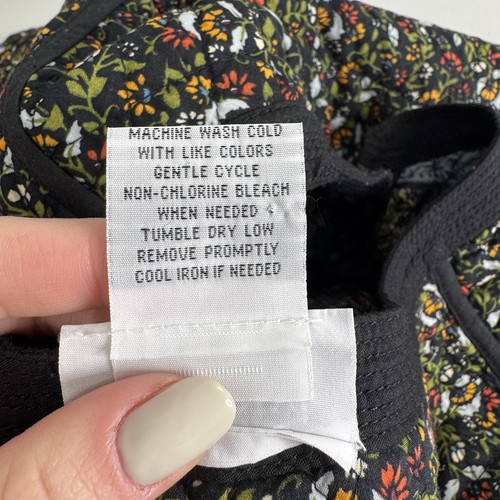 MACHINE WASH COLD
WITH LIKE COLORS
GENTLE CYCLE
NON-CHLORINE BLEACH
WHEN NEEDED
TUMBLE DRY LOW
REMOVE PROMPTLY
COOL IRON IF NEEDED